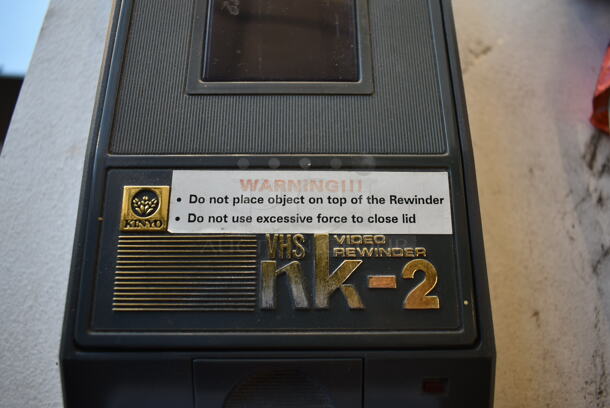 WARNING!!!
• Do not place object on top of the Rewinder
• Do not use excessive force to close lid
KINYO
VHS VIDEO
REWINDER
nk-2